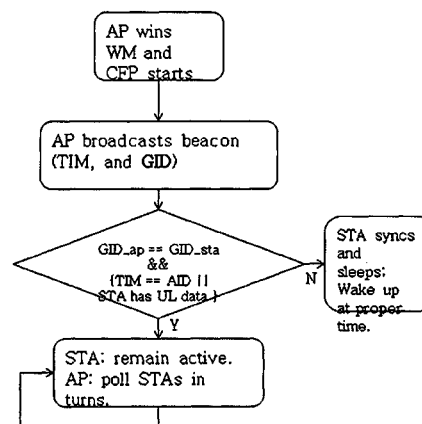 AP wins
WM and
CFP starts
AP broadcasts beacon
(TIM, and GID)
GID_ap == GID_sta
&&
{TIM == AID ||
STA has UL data }
N
STA syncs
and
sleeps;
Wake up
at proper
time.
Y
STA: remain active.
AP: poll STAs in
turns.